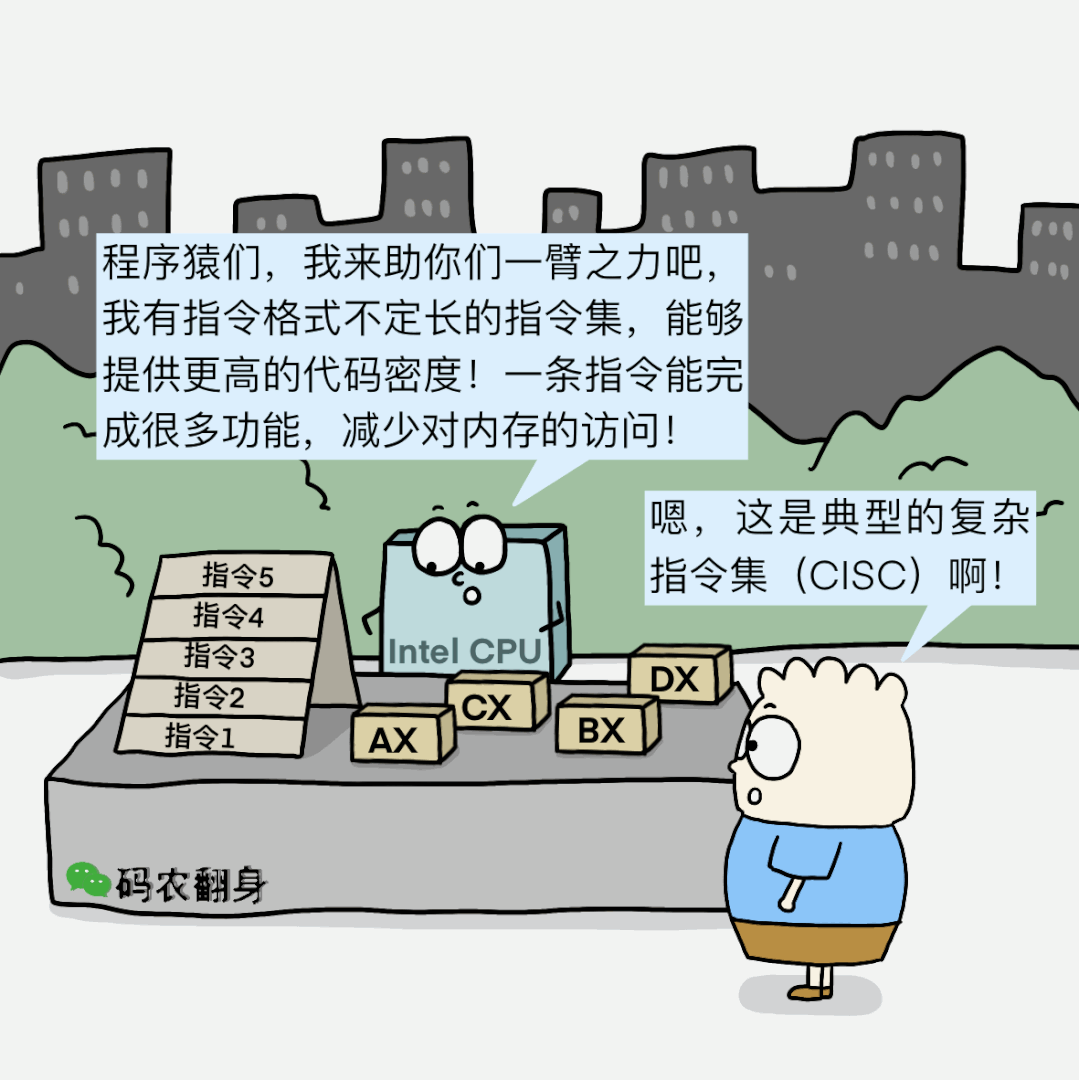 程序猿们，我来助你们一臂之力吧，
我有指令格式不定长的指令集，能够
提供更高的代码密度！一条指令能完
成很多功能，减少对内存的访问！
嗯，这是典型的复杂
指令集（CISC）啊！
指令5
指令4
指令3
指令2
指令1
Intel CPU
DX
CX
BX
AX
码农翻身